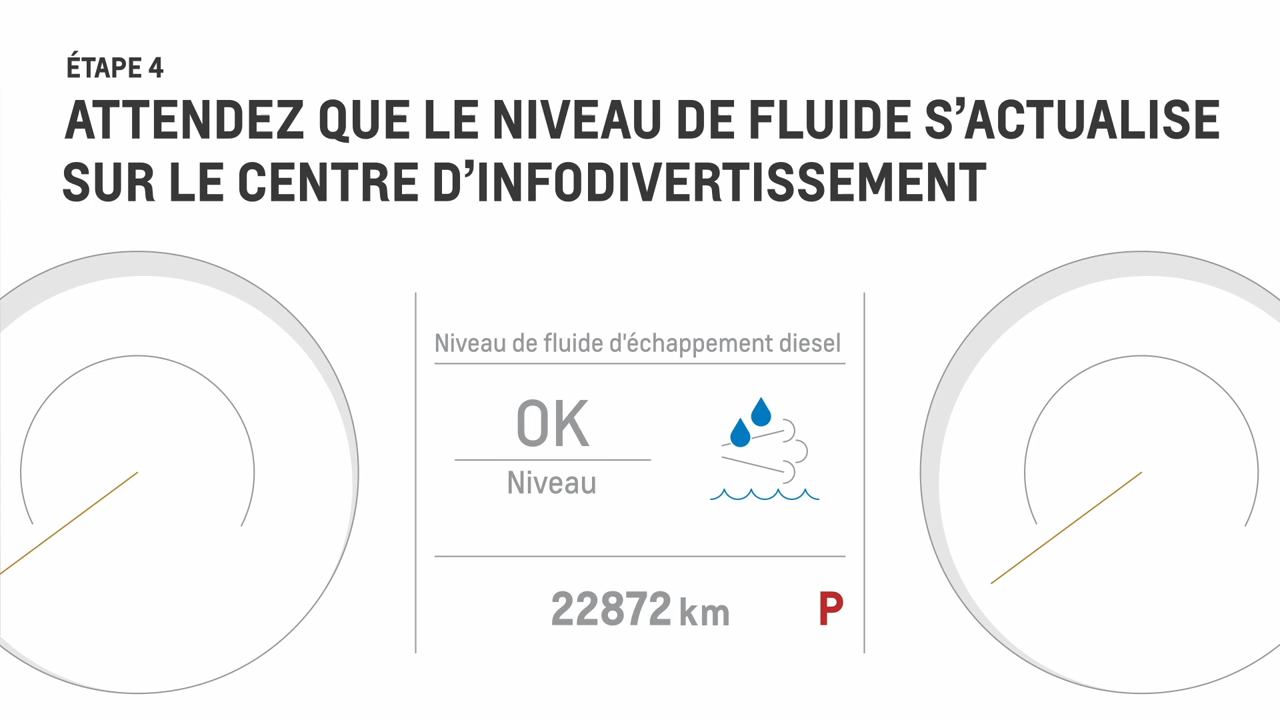 ÉTAPE 4
ATTENDEZ QUE LE NIVEAU DE FLUIDE S’ACTUALISE
SUR LE CENTRE D’INFODIVERTISSEMENT
Niveau de fluide d'échappement diesel
OK
Niveau
22872 km P